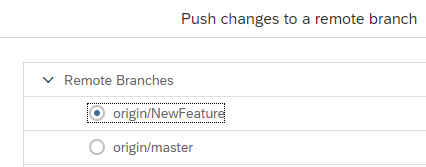 Push changes to a remote branch
Remote Branches
origin/NewFeature
origin/master